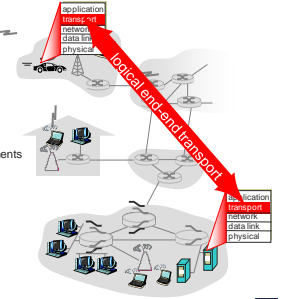 application
transport
network
data link
physical
logical end-end transport
ents
application
transport
network
data link
physical